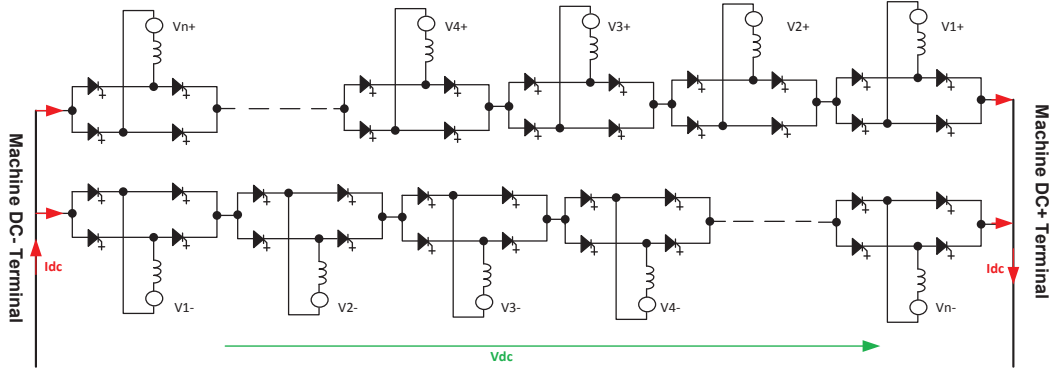 Vn+
V4+
V3+
V2+
V1+
Machine DC- Terminal
Machine DC+ Terminal
Idc
Idc
V1-
V2-
V3-
V4-
Vn-
Vdc